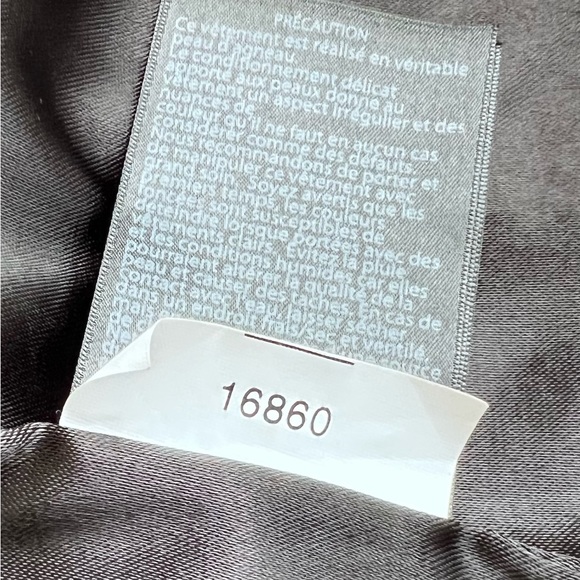 PRÉCAUTION
Ce vêtement est réalisé en véritable
peau d'agneau
Le conditionnement délicat
apporté aux peaux donne au
vêtement un aspect irrégulier et des
nuances de
couleur qu'il ne faut en aucun cas
considérer comme des défauts.
Nous recommandons de porter et
de manipuler ce vêtement avec
grand soin. Soyez avertis que les
premiers temps, les couleurs
foncées sont susceptibles de
déteindre lorsque portées avec des
vêtements clairs. Évitez la pluie
et les conditions humides car elles
pourraient altérer la qualité de la
peau et causer des taches. En cas de
contact avec l'eau, laissez sécher
dans un endroit frais, sec et ventilé.
16860